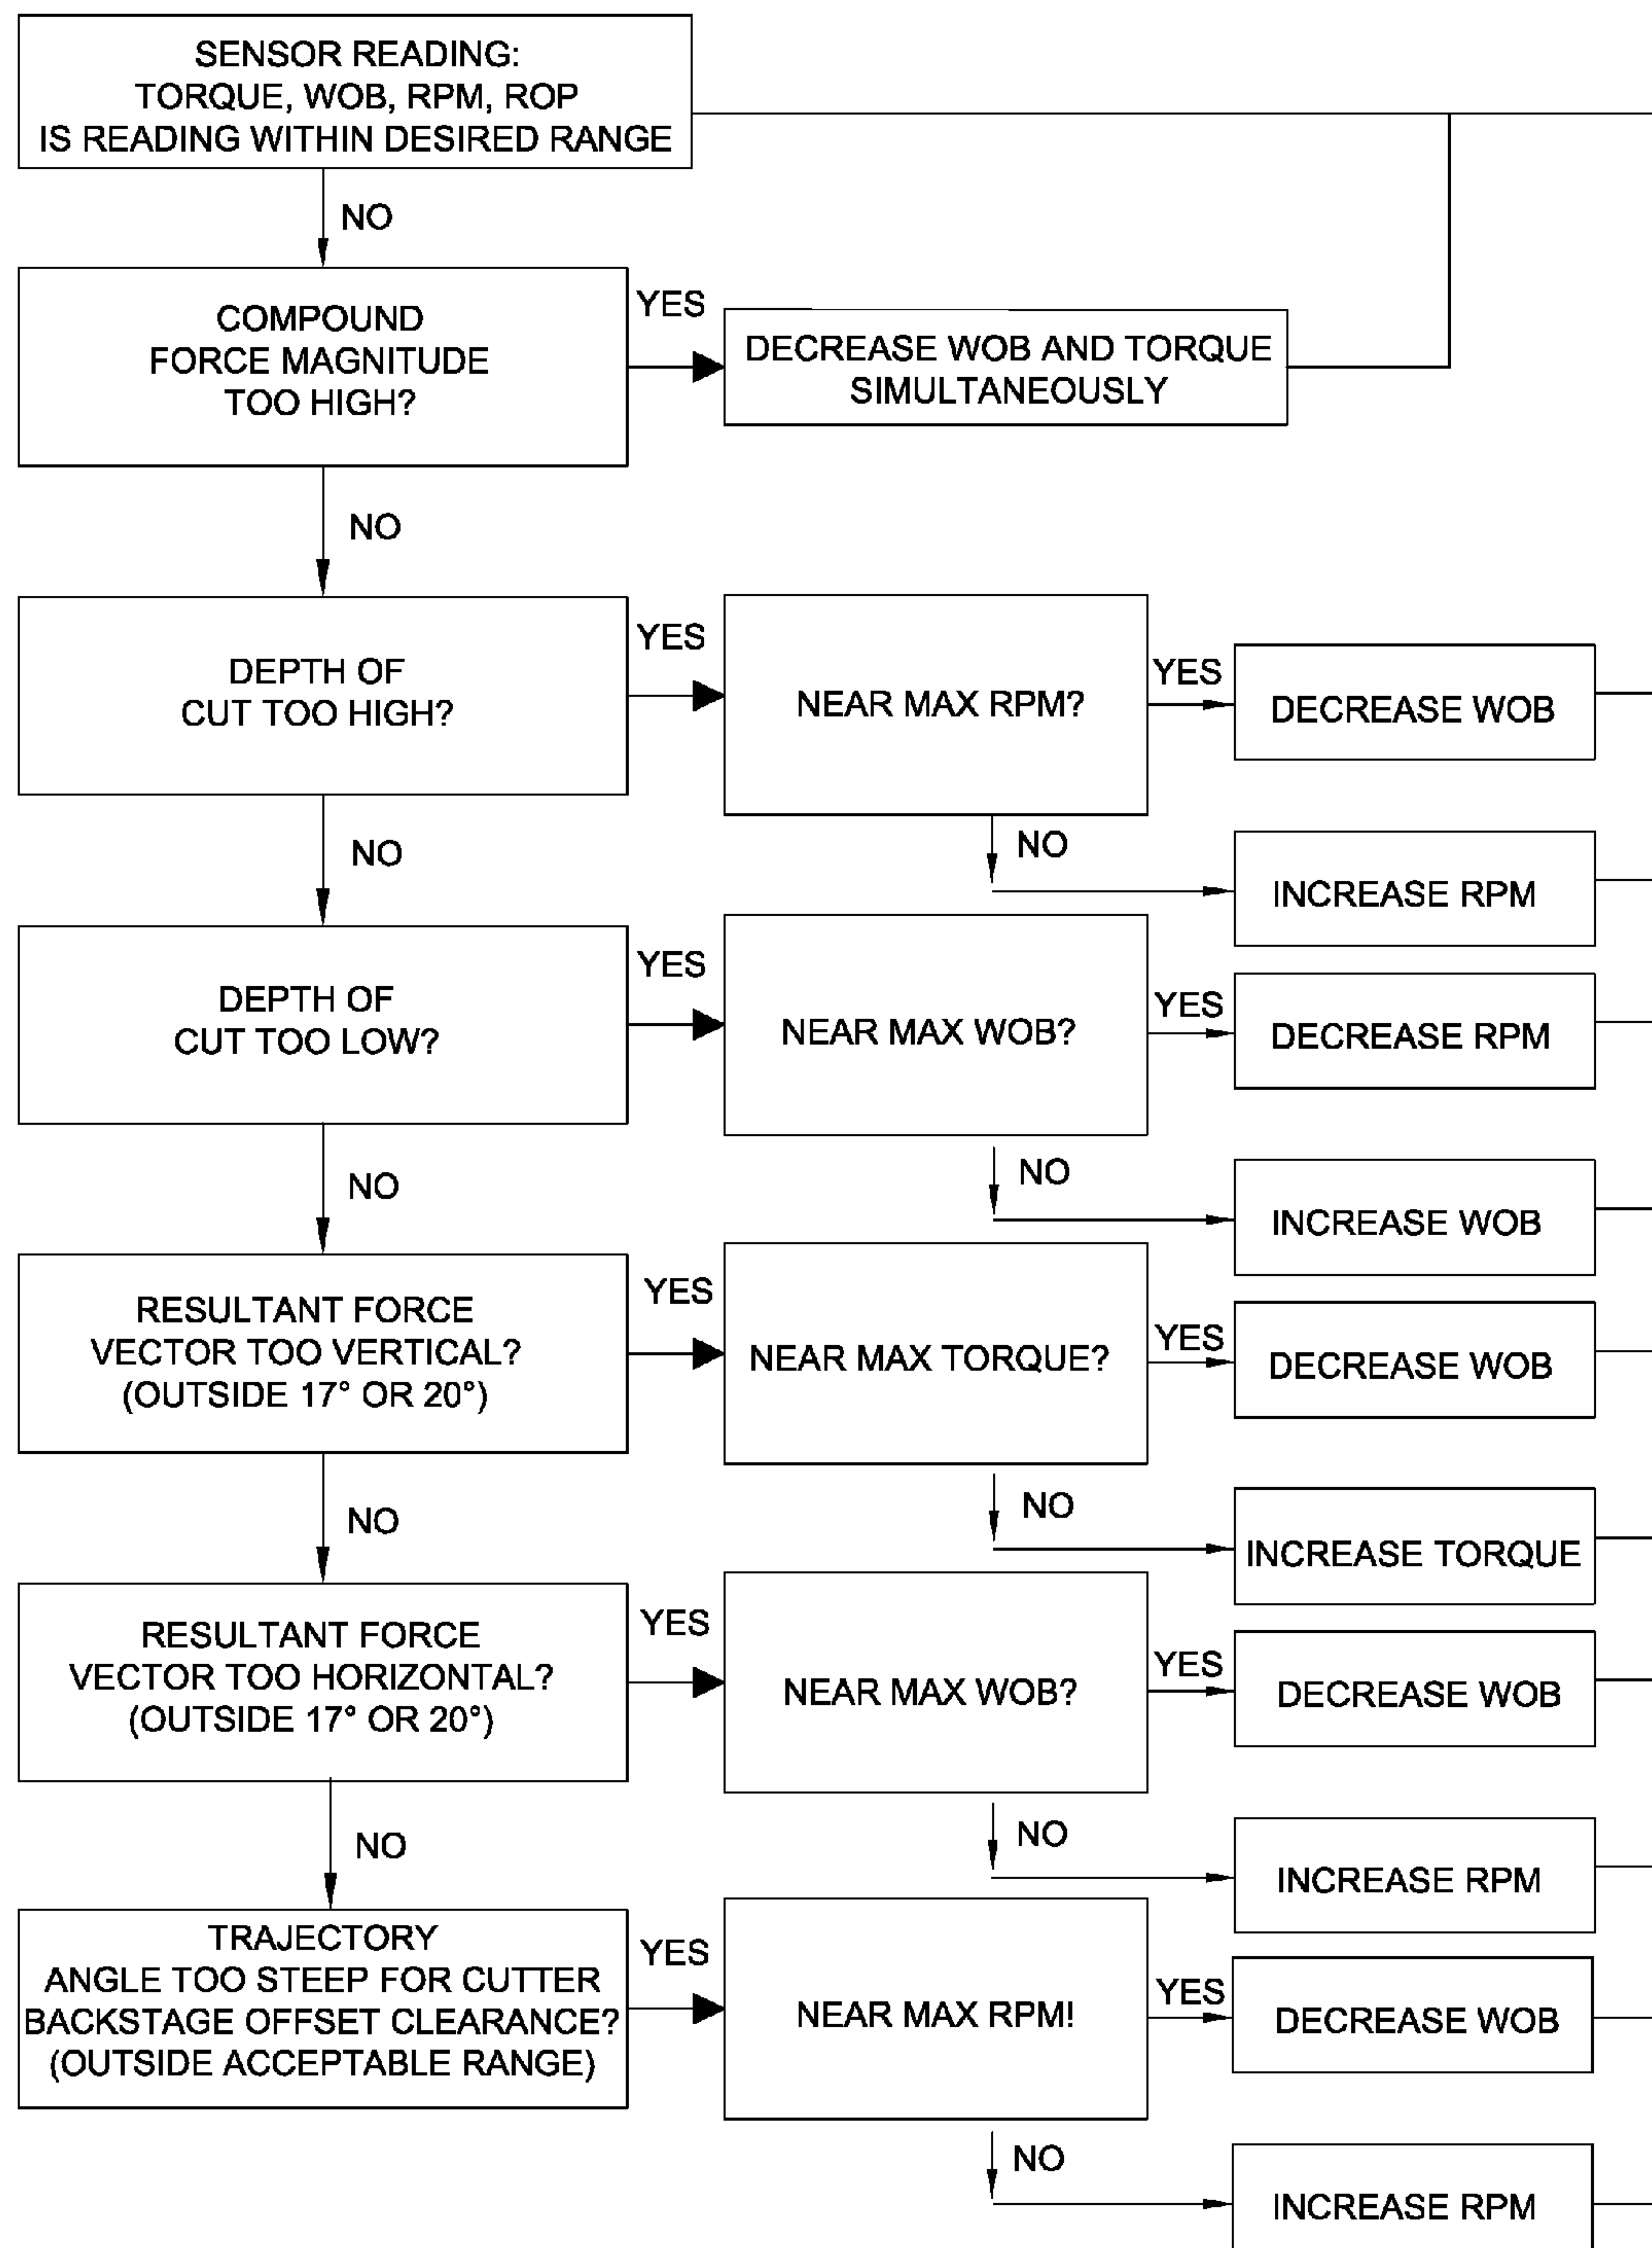 SENSOR READING:
TORQUE, WOB, RPM, ROP
IS READING WITHIN DESIRED RANGE
NO
COMPOUND
FORCE MAGNITUDE
TOO HIGH?
YES
DECREASE WOB AND TORQUE
SIMULTANEOUSLY
NO
DEPTH OF
CUT TOO HIGH?
YES
NEAR MAX RPM?
YES
DECREASE WOB
NO
INCREASE RPM
NO
DEPTH OF
CUT TOO LOW?
YES
NEAR MAX WOB?
YES
DECREASE RPM
NO
INCREASE WOB
NO
RESULTANT FORCE
VECTOR TOO VERTICAL?
(OUTSIDE 17° OR 20°)
YES
NEAR MAX TORQUE?
YES
DECREASE WOB
NO
INCREASE TORQUE
NO
RESULTANT FORCE
VECTOR TOO HORIZONTAL?
(OUTSIDE 17° OR 20°)
YES
NEAR MAX WOB?
YES
DECREASE WOB
NO
INCREASE RPM
NO
TRAJECTORY
ANGLE TOO STEEP FOR CUTTER
BACKSTAGE OFFSET CLEARANCE?
(OUTSIDE ACCEPTABLE RANGE)
YES
NEAR MAX RPM!
YES
DECREASE WOB
NO
INCREASE RPM